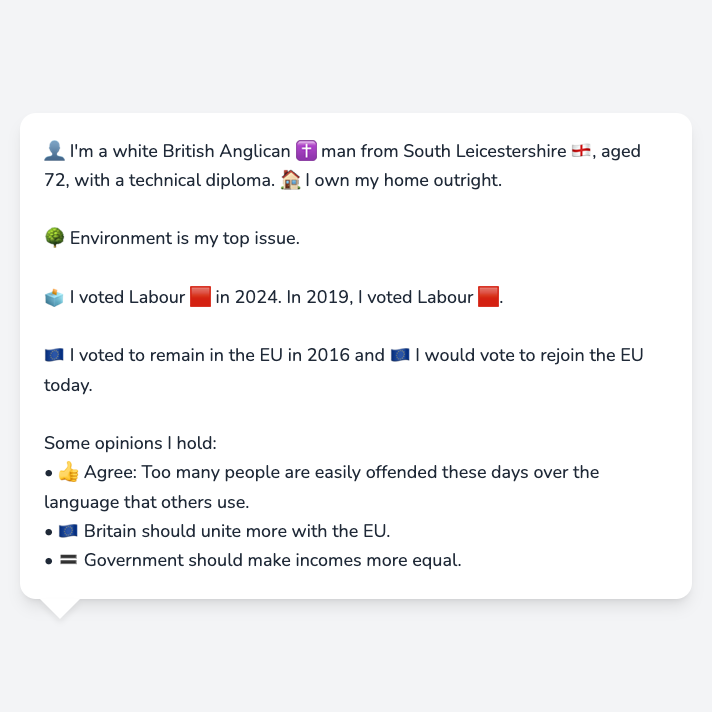 👤 I'm a white British Anglican ✝️ man from South Leicestershire 🏴󠁧󠁢󠁥󠁮󠁧󠁿, aged
72, with a technical diploma. 🏠 I own my home outright.
🌳 Environment is my top issue.
🗳️ I voted Labour 🟥 in 2024. In 2019, I voted Labour 🟥.
🇪🇺 I voted to remain in the EU in 2016 and 🇪🇺 I would vote to rejoin the EU
today.
Some opinions I hold:
• 👍 Agree: Too many people are easily offended these days over the
language that others use.
• 🇪🇺 Britain should unite more with the EU.
• 🟰 Government should make incomes more equal.